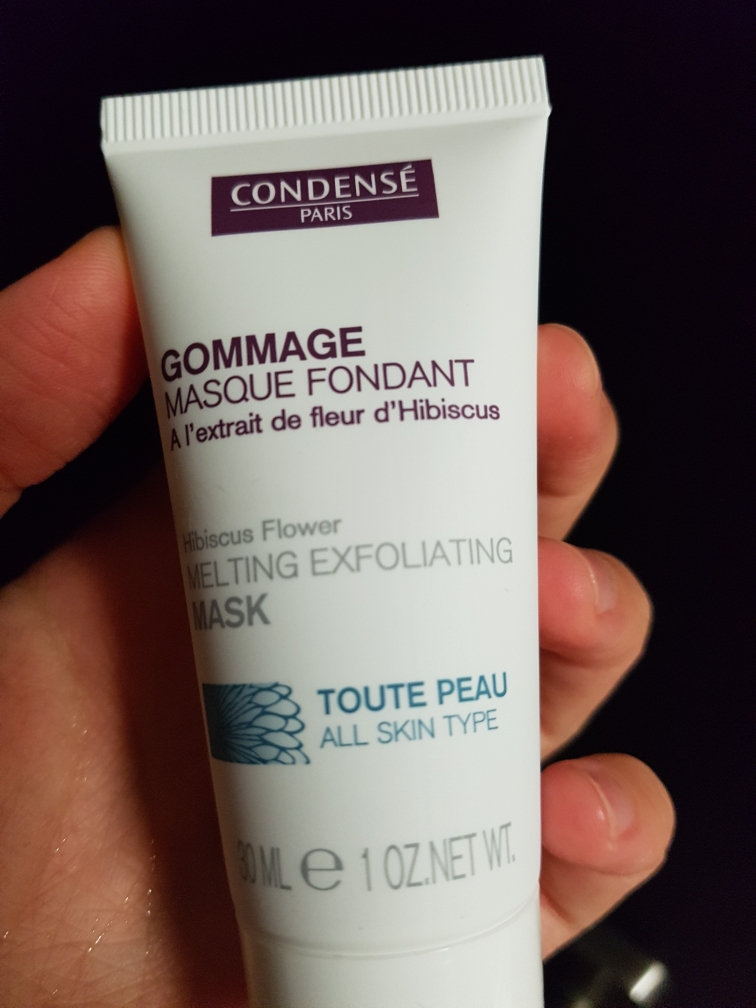 CONDENSÉ
PARIS
GOMMAGE
MASQUE FONDANT
A l'extrait de fleur d'Hibiscus
Hibiscus Flower
MELTING EXFOLIATING
MASK
TOUTE PEAU
ALL SKIN TYPE
30 ML e 1 OZ.NET WT.